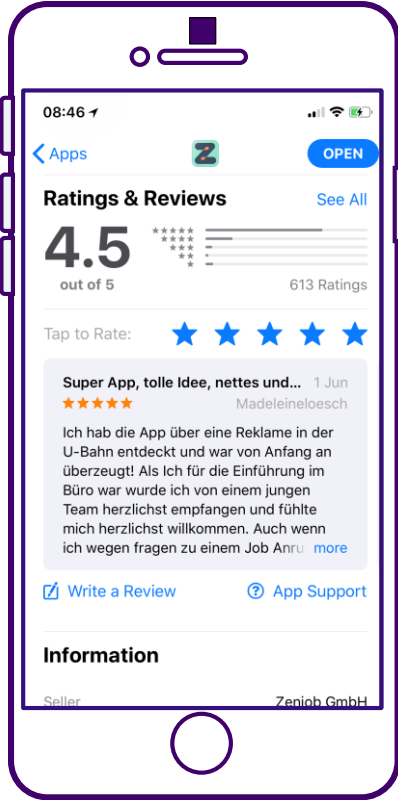 08:46
Apps
OPEN
Ratings & Reviews
See All
4.5
out of 5
613 Ratings
Tap to Rate:
Super App, tolle Idee, nettes und... 1 Jun
Madeleineloesch
Ich hab die App über eine Reklame in der
U-Bahn entdeckt und war von Anfang an
überzeugt! Als Ich für die Einführung im
Büro war wurde ich von einem jungen
Team herzlichst empfangen und fühlte
mich herzlichst willkommen. Auch wenn
ich wegen fragen zu einem Job Anru more
Write a Review
App Support
Information
Seller Zenjob GmbH